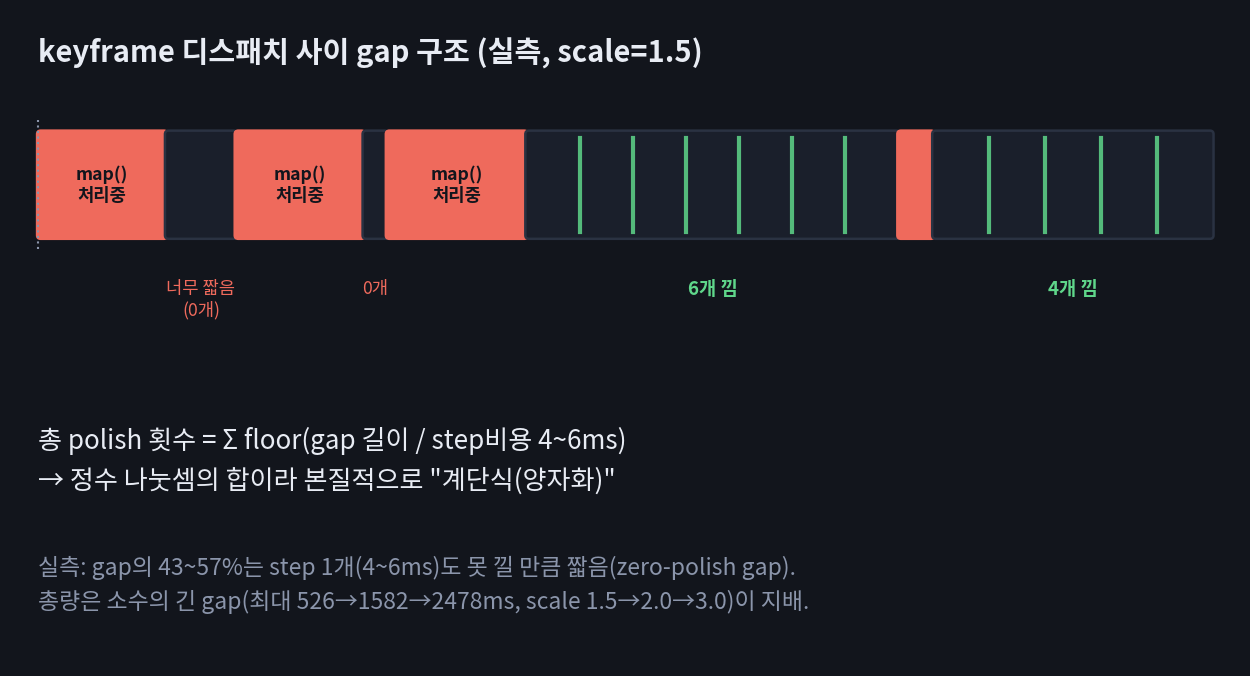 keyframe 디스패치 사이 gap 구조 (실측, scale=1.5)
map()
처리중
map()
처리중
map()
처리중
너무 짧음
(0개)
0개
6개 낌
4개 낌
총 polish 횟수 = Σ floor(gap 길이 / step비용 4~6ms)
→ 정수 나눗셈의 합이라 본질적으로 "계단식(양자화)"
실측: gap의 43~57%는 step 1개(4~6ms)도 못 낄 만큼 짧음(zero-polish gap).
총량은 소수의 긴 gap(최대 526→1582→2478ms, scale 1.5→2.0→3.0)이 지배.